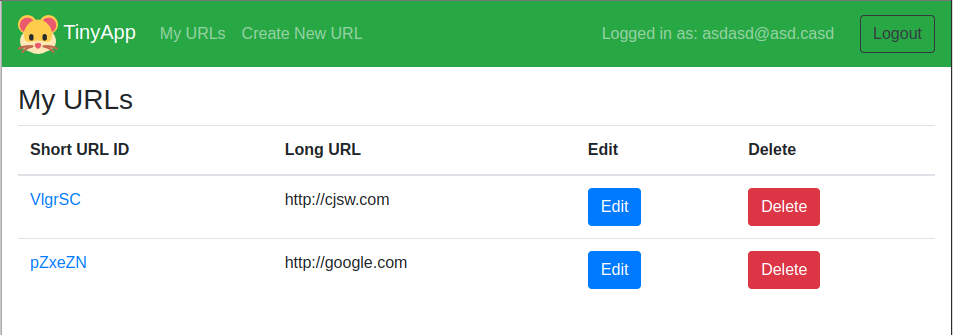 TinyApp My URLs Create New URL Logged in as: asdasd@asd.casd Logout
My URLs
Short URL ID Long URL Edit Delete
VlgrSC http://cjsw.com Edit Delete
pZxeZN http://google.com Edit Delete